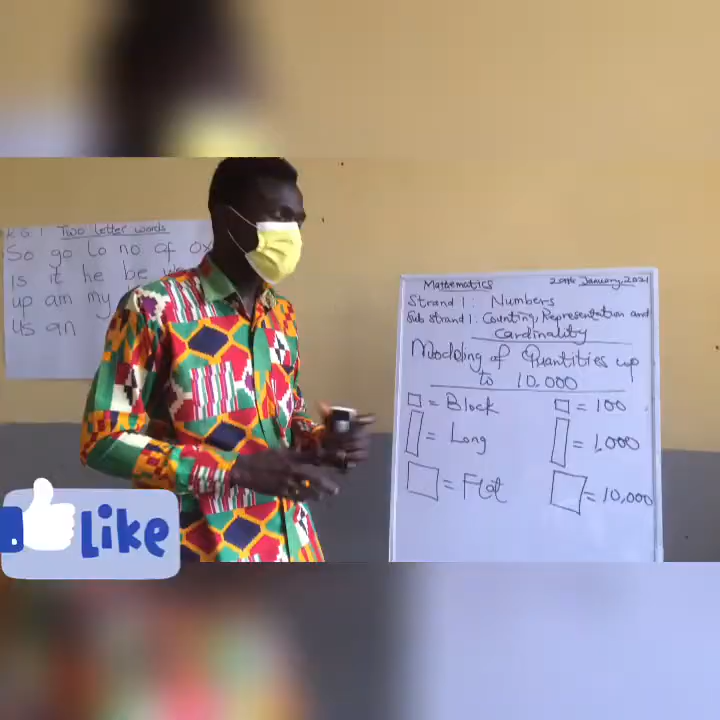 K G 1 Two letter words
So go lo no of ox
is it he be we
up am my
us an
Mathematics
January, 2021
Strand 1 : Numbers
Sub strand 1: Counting, Representation and
Cardinality
Modeling of Quantities up
to 10,000
= Block
= 100
= Long
= 1,000
= Flat
= 10,000
Like